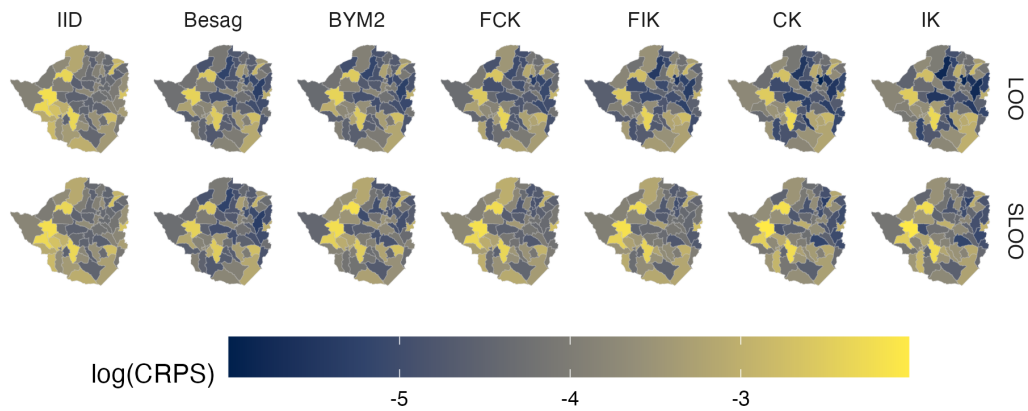 IID Besag BYM2 FCK FIK CK IK
LOO
SLOO
log(CRPS)
-5 -4 -3